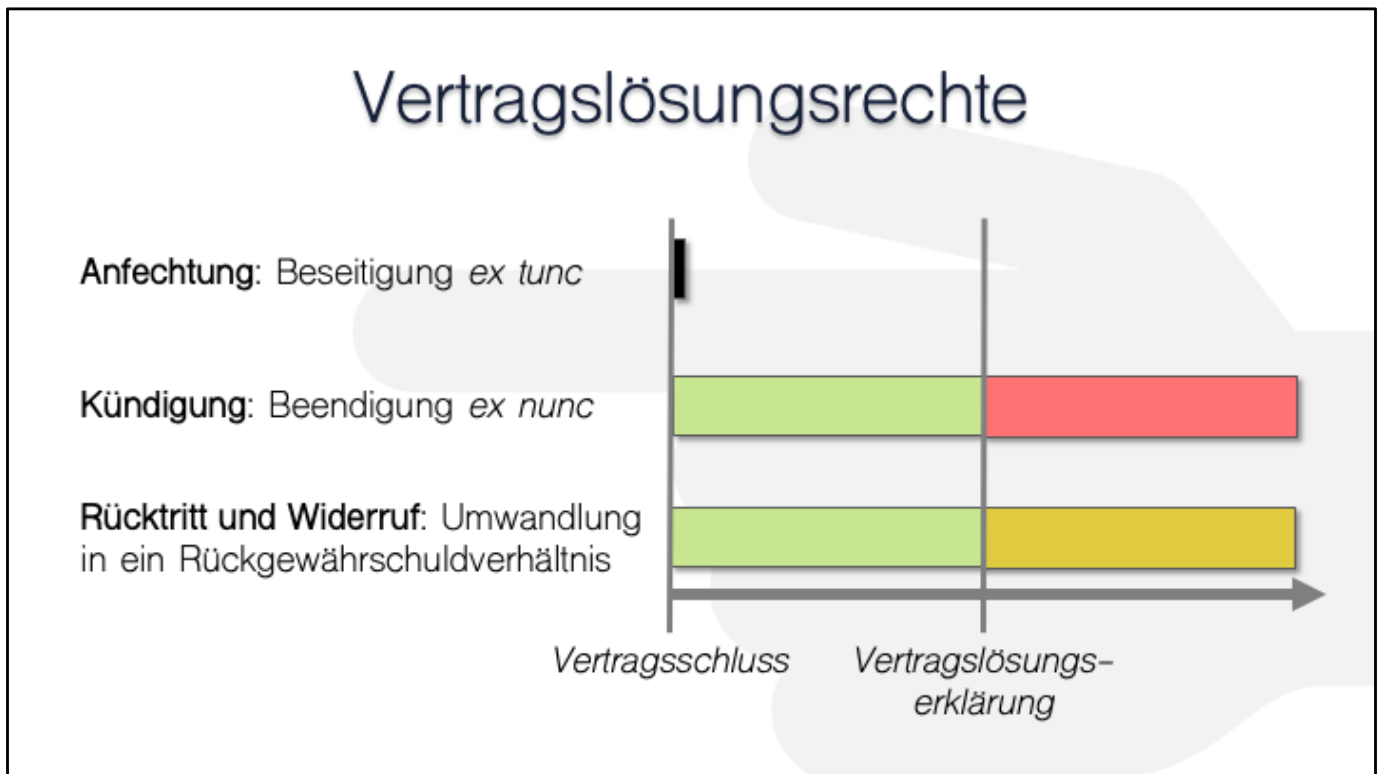 Vertragslösungsrechte
Anfechtung: Beseitigung ex tunc
Kündigung: Beendigung ex nunc
Rücktritt und Widerruf: Umwandlung
in ein Rückgewährschuldverhältnis
Vertragsschluss
Vertragslösungs-
erklärung